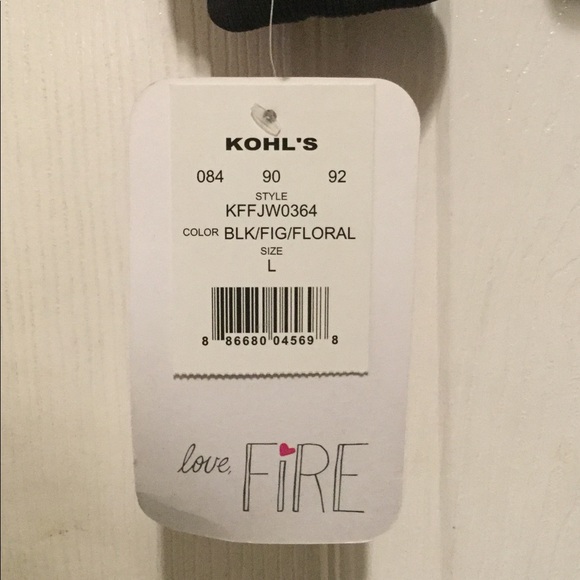 KOHL'S
084 90 92
STYLE
KFFJW0364
COLOR BLK/FIG/FLORAL
SIZE
L
8 86680 04569 8
love, FiRE